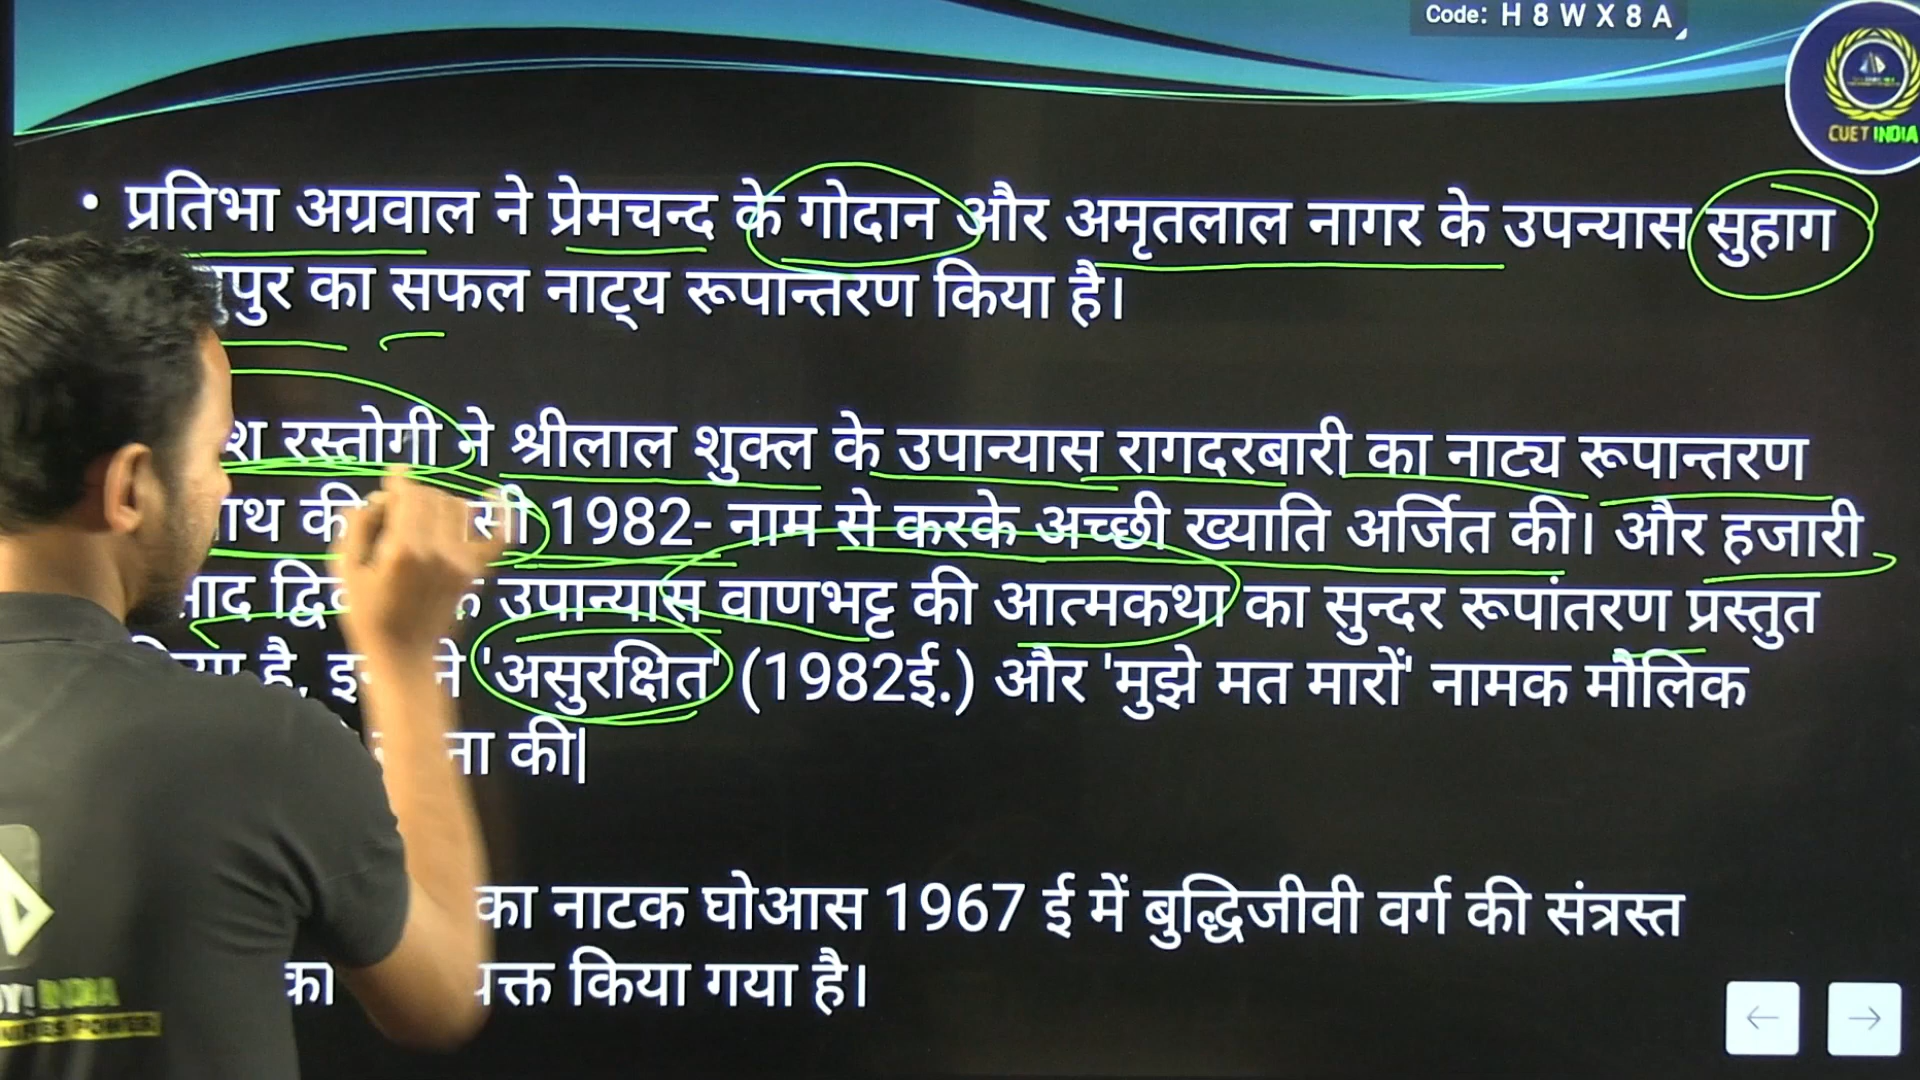 Code: H 8 W X 8 A
CUET INDIA
• प्रतिभा अग्रवाल ने प्रेमचन्द के गोदान और अमृतलाल नागर के उपन्यास सुहाग
पुर का सफल नाट्य रूपान्तरण किया है।
रस्तोगी ने श्रीलाल शुक्ल के उपान्यास रागदरबारी का नाट्य रूपान्तरण
की 1982- नाम से करके अच्छी ख्याति अर्जित की। और हजारी
उपान्यास वाणभट्ट की आत्मकथा का सुन्दर रूपांतरण प्रस्तुत
है, 'असुरक्षित' (1982ई.) और 'मुझे मत मारों' नामक मौलिक
की|
का नाटक घोआस 1967 ई में बुद्धिजीवी वर्ग की संत्रस्त
का किया गया है।
INDIA
POWER